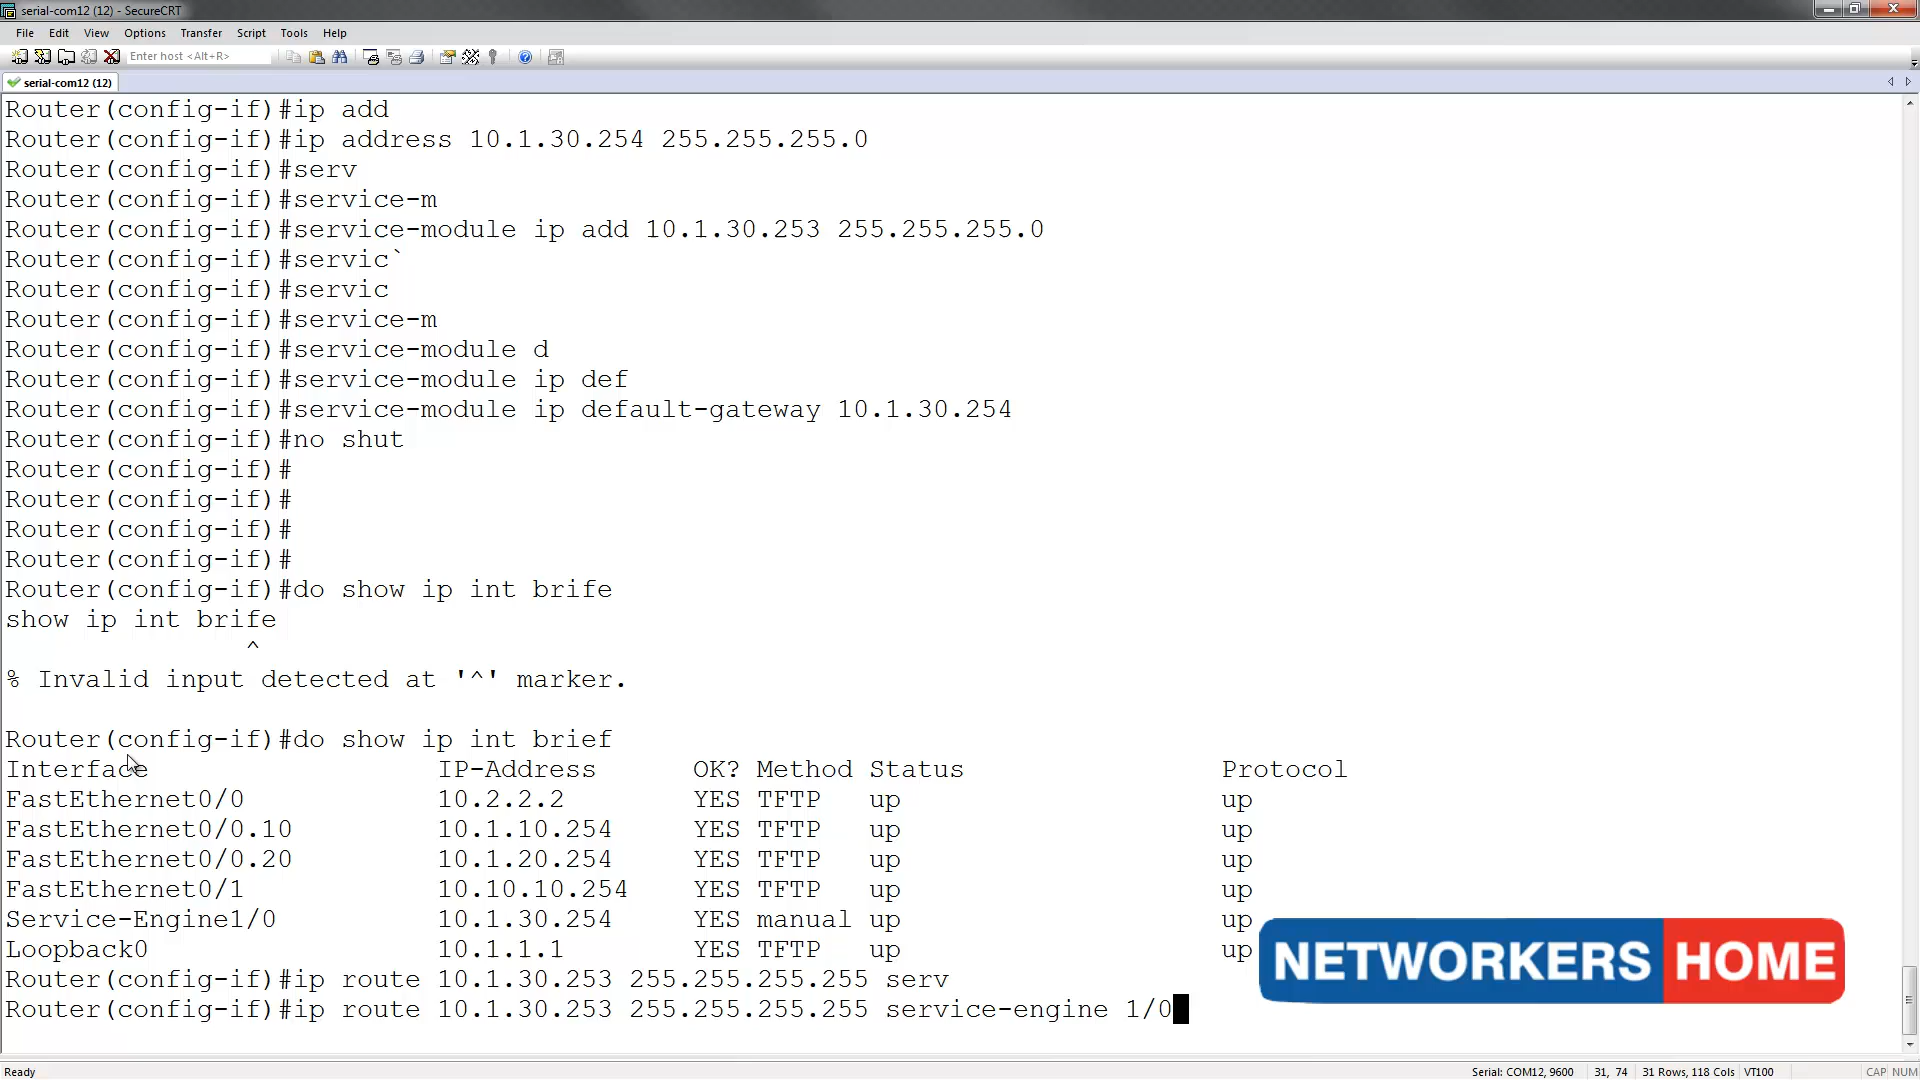 serial-com12 (12) - SecureCRT
File Edit View Options Transfer Script Tools Help
Enter host <Alt+R>
serial-com12 (12)
Router(config-if)#ip add
Router(config-if)#ip address 10.1.30.254 255.255.255.0
Router(config-if)#serv
Router(config-if)#service-m
Router(config-if)#service-module ip add 10.1.30.253 255.255.255.0
Router(config-if)#servic`
Router(config-if)#servic
Router(config-if)#service-m
Router(config-if)#service-module d
Router(config-if)#service-module ip def
Router(config-if)#service-module ip default-gateway 10.1.30.254
Router(config-if)#no shut
Router(config-if)#
Router(config-if)#
Router(config-if)#
Router(config-if)#
Router(config-if)#do show ip int brife
show ip int brife
^
% Invalid input detected at '^' marker.
Router(config-if)#do show ip int brief
Interface IP-Address OK? Method Status Protocol
FastEthernet0/0 10.2.2.2 YES TFTP up up
FastEthernet0/0.10 10.1.10.254 YES TFTP up up
FastEthernet0/0.20 10.1.20.254 YES TFTP up up
FastEthernet0/1 10.10.10.254 YES TFTP up up
Service-Engine1/0 10.1.30.254 YES manual up up
Loopback0 10.1.1.1 YES TFTP up up
NETWORKERS HOME
Router(config-if)#ip route 10.1.30.253 255.255.255.255 serv
Router(config-if)#ip route 10.1.30.253 255.255.255.255 service-engine 1/0
Ready Serial: COM12, 9600 31, 74 31 Rows, 118 Cols VT100 CAP NUM